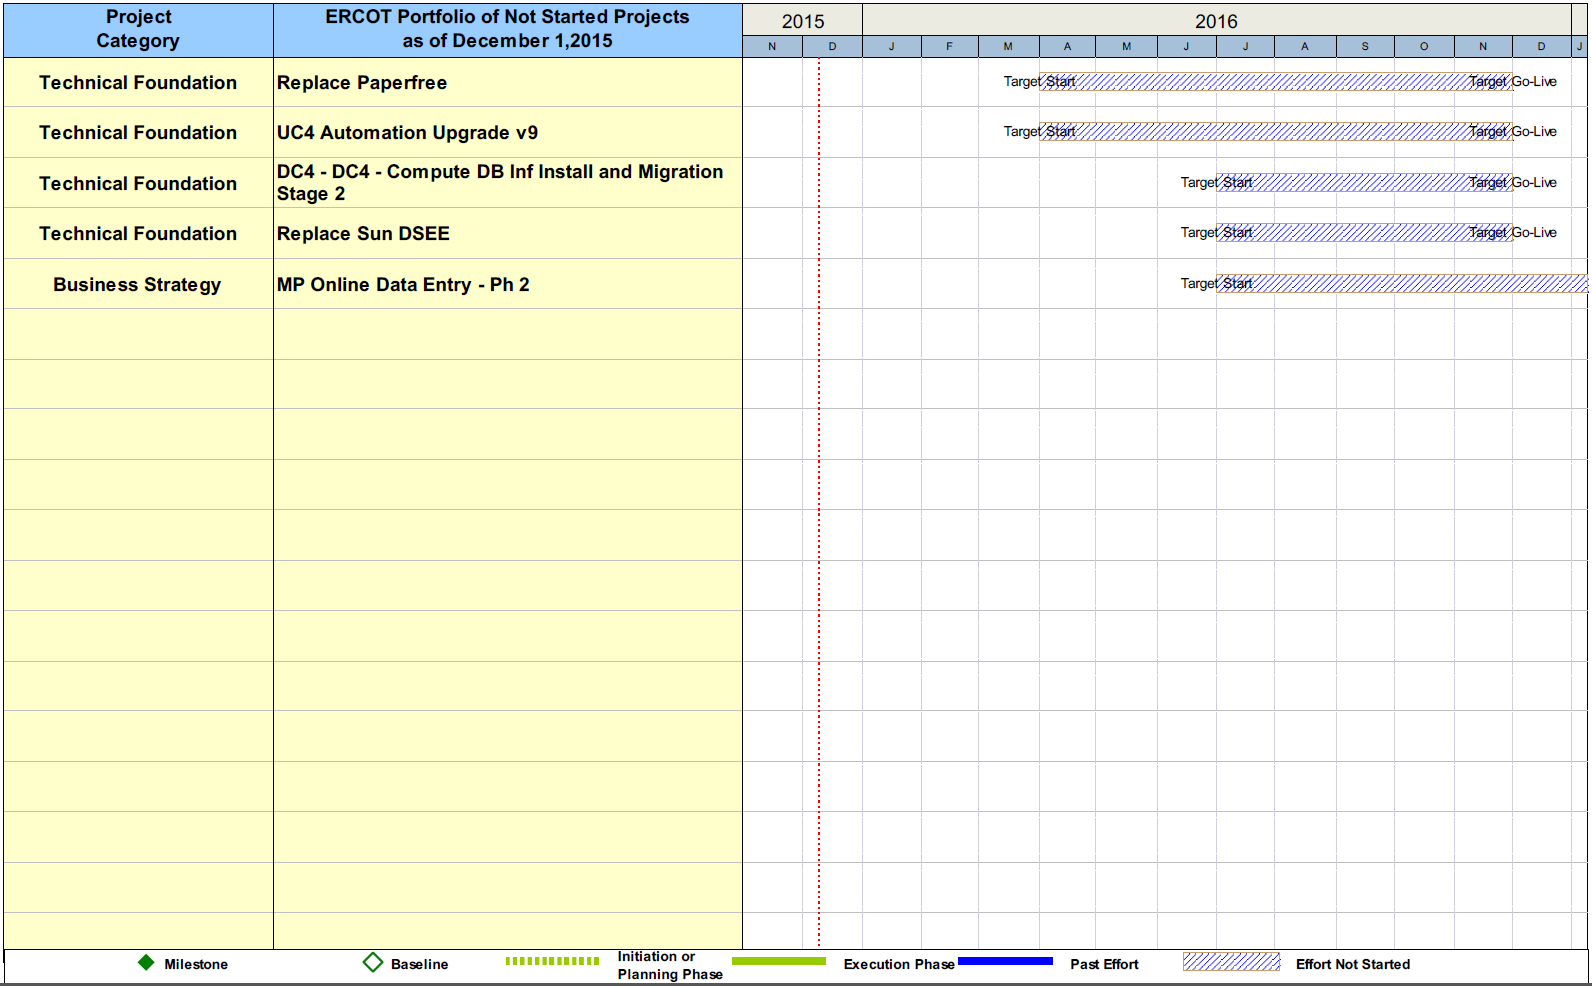 Project
Category
ERCOT Portfolio of Not Started Projects
as of December 1,2015
2015
2016
N D J F M A M J J A S O N D J
Technical Foundation
Replace Paperfree
Target Start
Target Go-Live
Technical Foundation
UC4 Automation Upgrade v9
Target Start
Target Go-Live
Technical Foundation
DC4 - DC4 - Compute DB Inf Install and Migration
Stage 2
Target Start
Target Go-Live
Technical Foundation
Replace Sun DSEE
Target Start
Target Go-Live
Business Strategy
MP Online Data Entry - Ph 2
Target Start
Milestone
Baseline
Initiation or
Planning Phase
Execution Phase
Past Effort
Effort Not Started